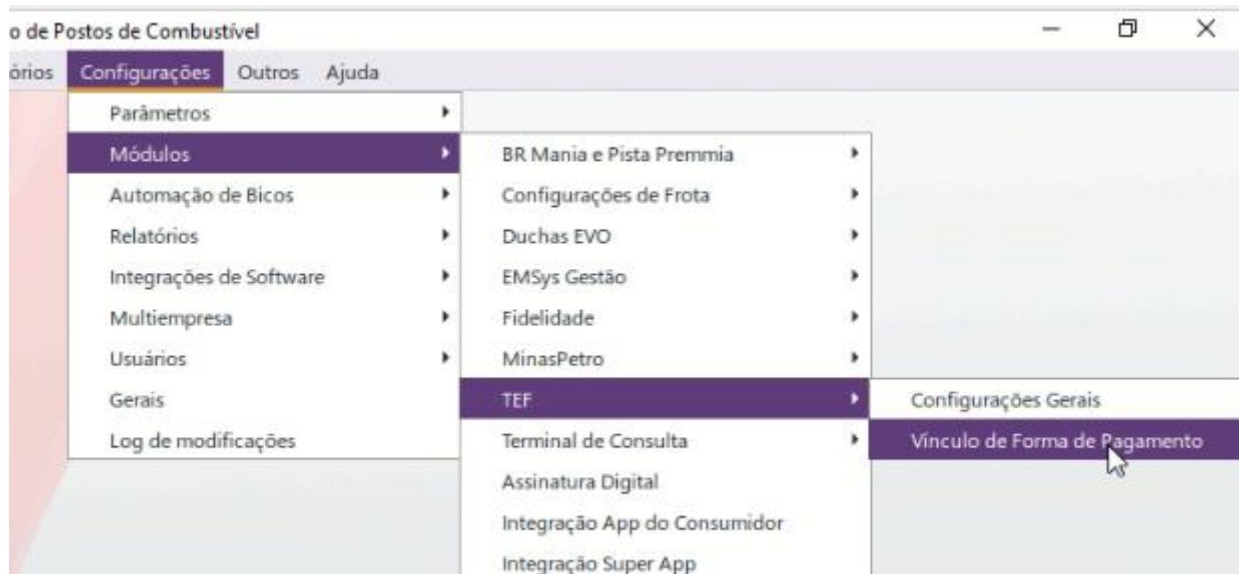 o de Postos de Combustível
órios Configurações Outros Ajuda
Parâmetros
Módulos
Automação de Bicos
Relatórios
Integrações de Software
Multiempresa
Usuários
Gerais
Log de modificações
BR Mania e Pista Premmia
Configurações de Frota
Duchas EVO
EMSys Gestão
Fidelidade
MinasPetro
TEF
Terminal de Consulta
Assinatura Digital
Integração App do Consumidor
Integração Super App
Configurações Gerais
Vínculo de Forma de Pagamento